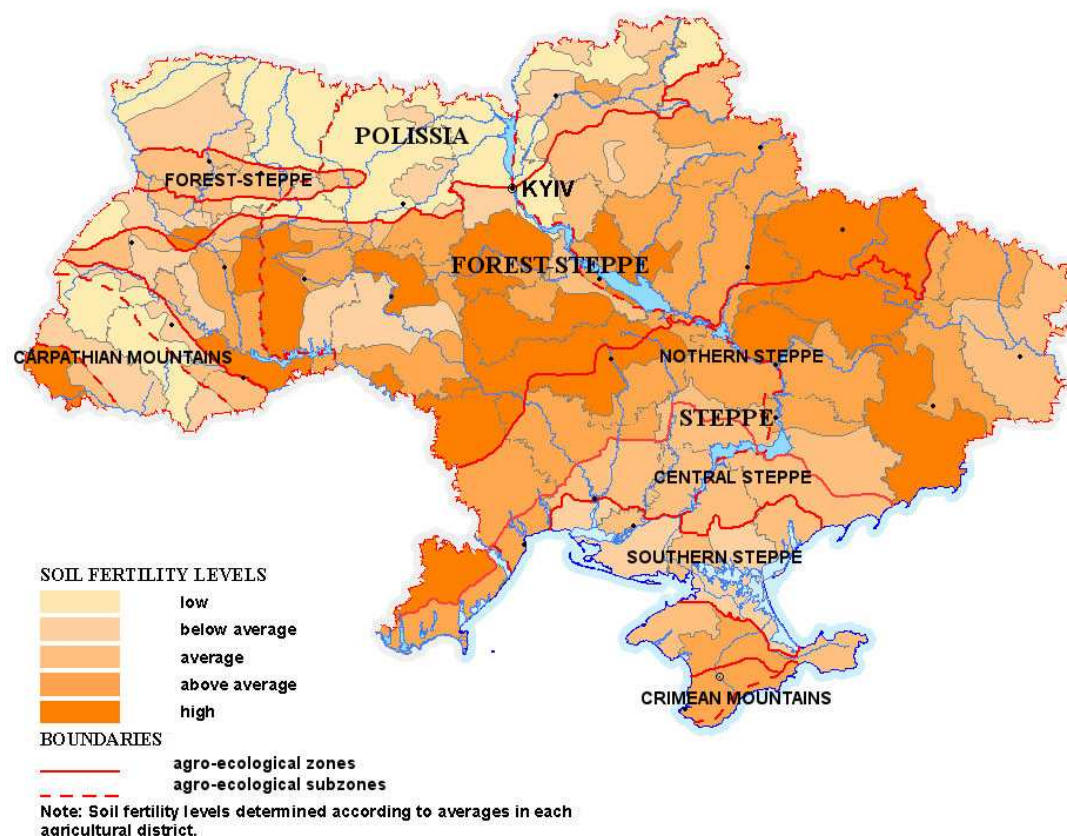 POLISSIA
FOREST-STEPPE
KYIV
FOREST-STEPPE
CARPATHIAN MOUNTAINS
NOTHERN STEPPE
STEPPE
CENTRAL STEPPE
SOUTHERN STEPPE
CRIMEAN MOUNTAINS
SOIL FERTILITY LEVELS
low
below average
average
above average
high
BOUNDARIES
agro-ecological zones
agro-ecological subzones
Note: Soil fertility levels determined according to averages in each
agricultural district.